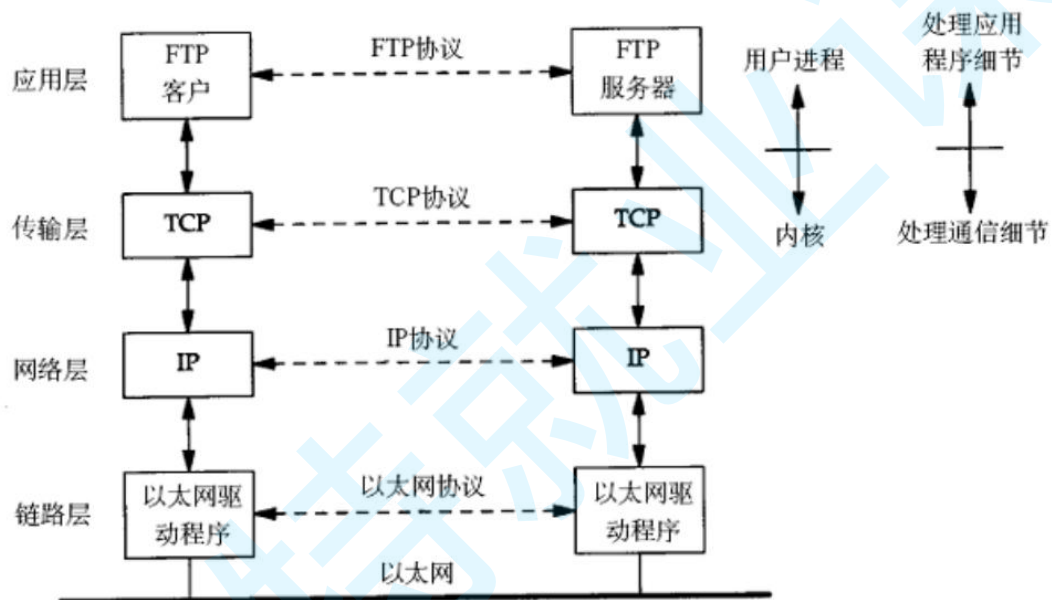 处理应用
程序细节
FTP
客户
FTP协议
FTP
服务器
用户进程
应用层
传输层
TCP
TCP协议
TCP
内核
处理通信细节
网络层
IP
IP协议
IP
链路层
以太网驱
动程序
以太网协议
以太网驱
动程序
以太网
特就业课